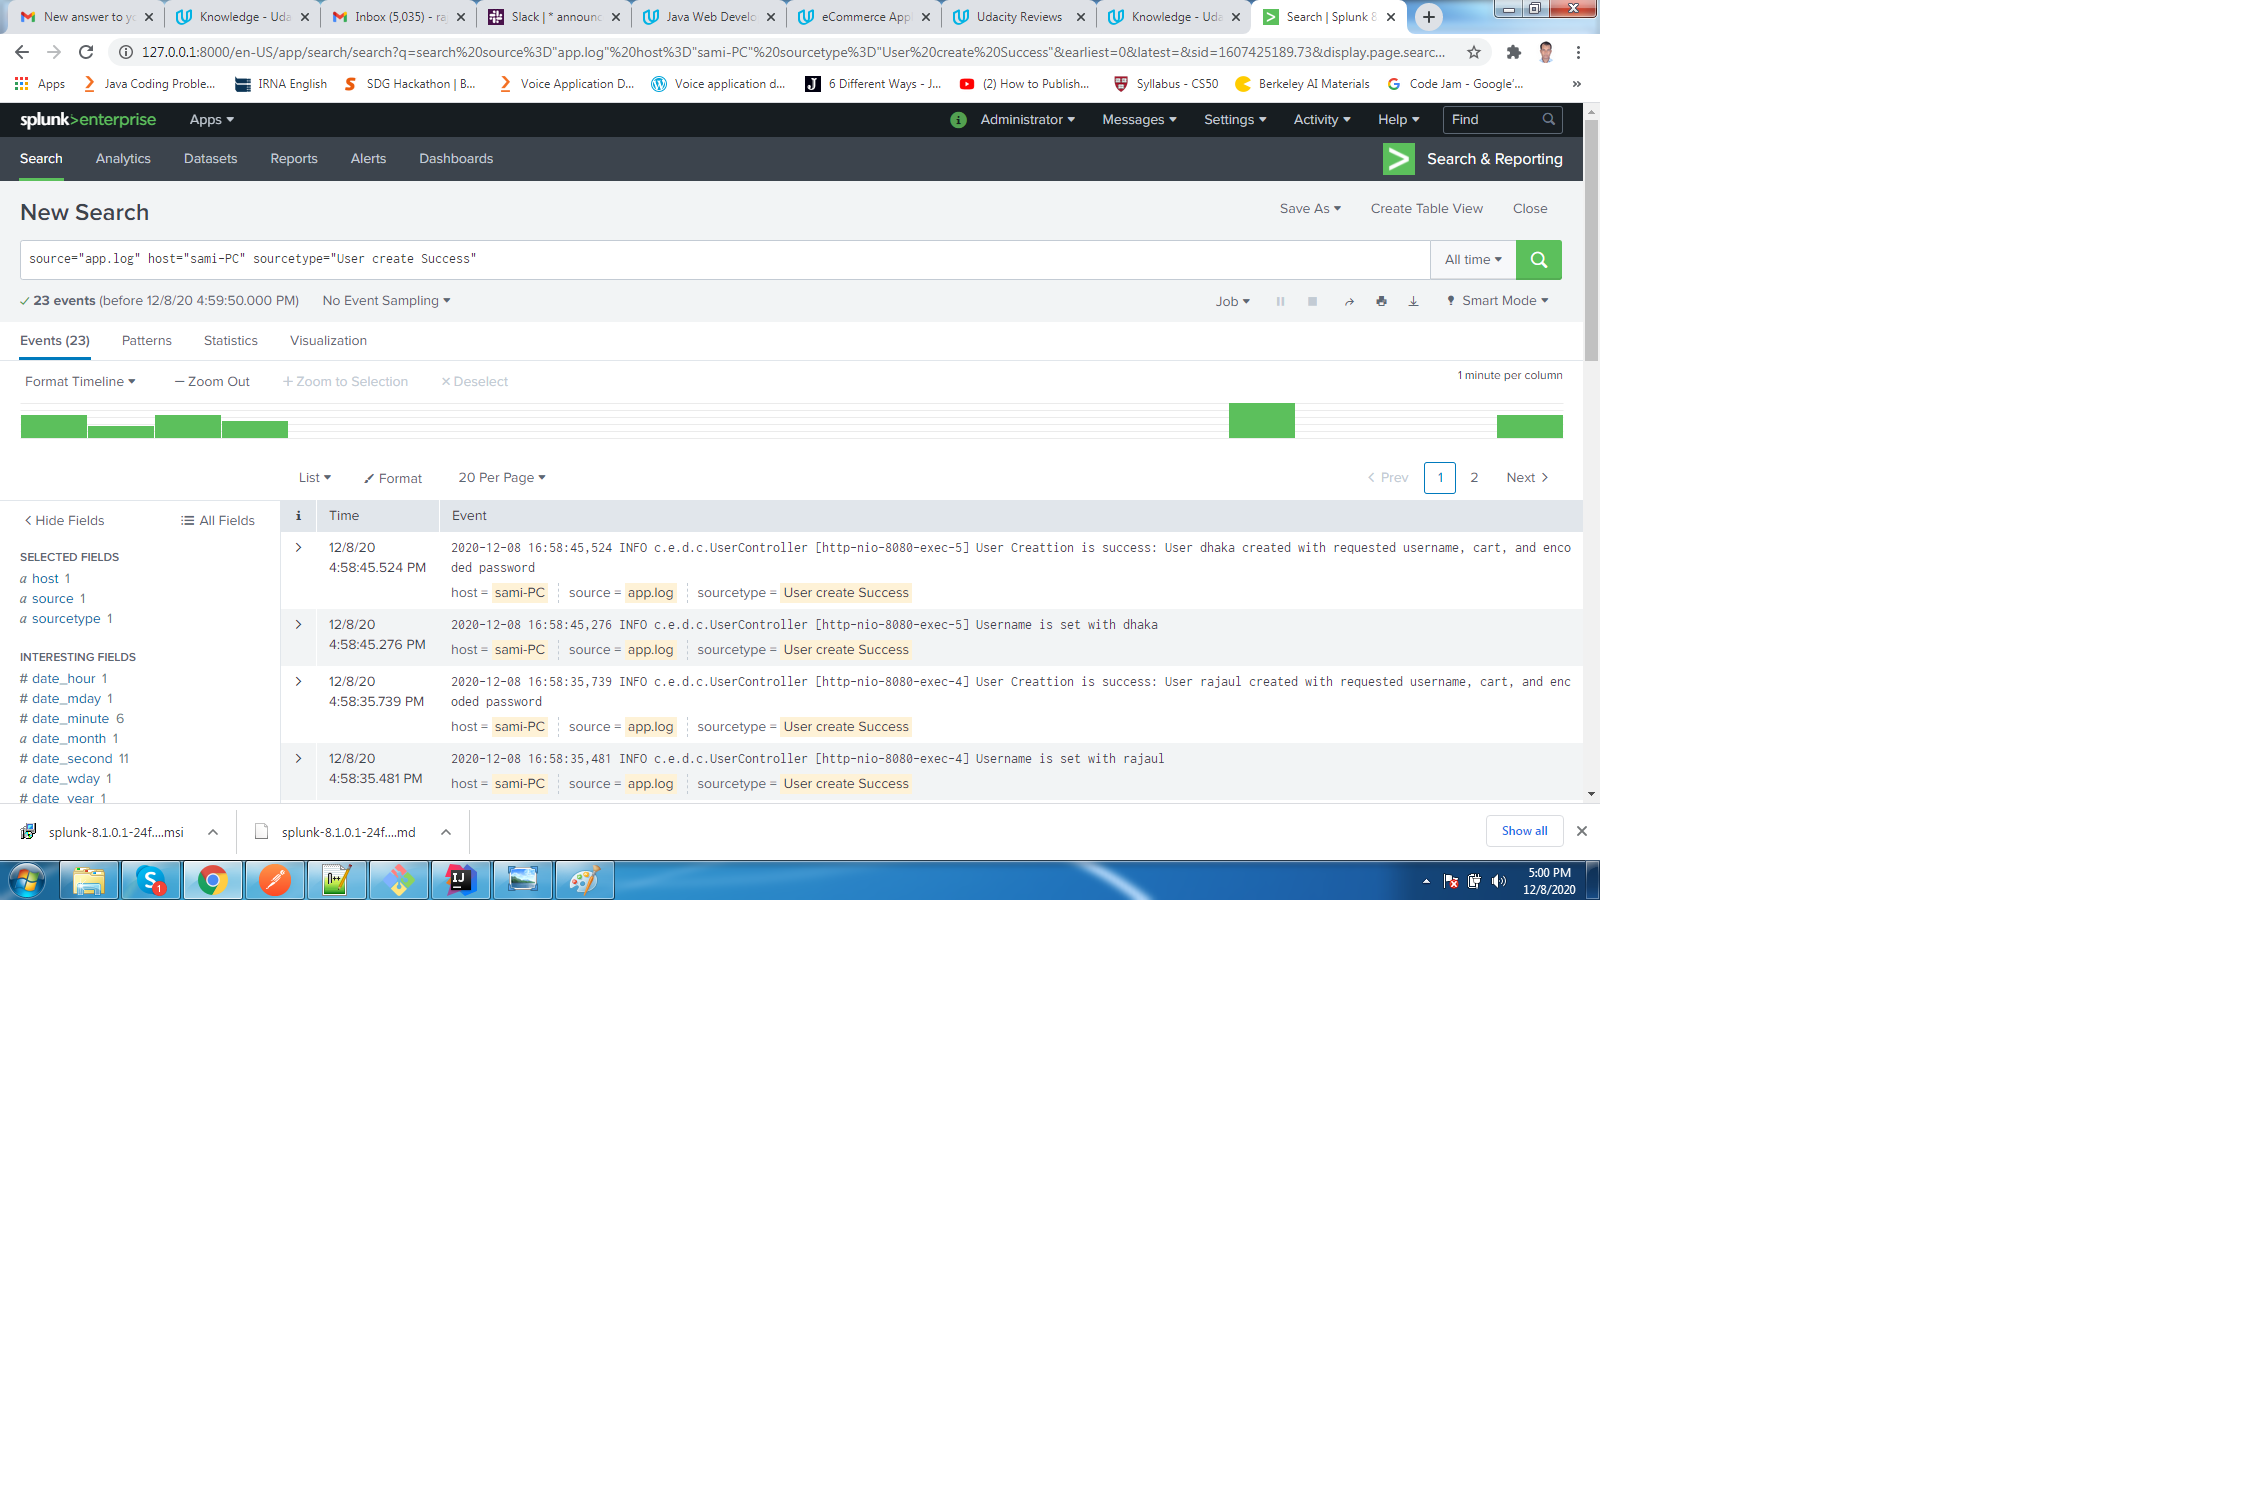 New answer to yo
Knowledge - Uda
Inbox (5,035) - ra
Slack | * announc
Java Web Develo
eCommerce Appl
Udacity Reviews
Knowledge - Uda
Search | Splunk 8
127.0.0.1:8000/en-US/app/search/search?q=search%20source%3D"app.log"%20host%3D"sami-PC"%20sourcetype%3D"User%20create%20Success"&earliest=0&latest=&sid=1607425189.73&display.page.searc...
Apps
Java Coding Proble...
IRNA English
SDG Hackathon | B...
Voice Application D...
Voice application d...
6 Different Ways - J...
(2) How to Publish...
Syllabus - CS50
Berkeley AI Materials
Code Jam - Google'...
»
splunk>enterprise
Apps
i
Administrator
Messages
Settings
Activity
Help
Find
Search
Analytics
Datasets
Reports
Alerts
Dashboards
Search & Reporting
New Search
Save As
Create Table View
Close
source="app.log" host="sami-PC" sourcetype="User create Success"
All time
✓ 23 events (before 12/8/20 4:59:50.000 PM)
No Event Sampling
Job
Smart Mode
Events (23)
Patterns
Statistics
Visualization
Format Timeline
— Zoom Out
+ Zoom to Selection
× Deselect
1 minute per column
List
Format
20 Per Page
< Prev
1
2
Next >
< Hide Fields
All Fields
i
Time
Event
SELECTED FIELDS
a host 1
a source 1
a sourcetype 1
INTERESTING FIELDS
# date_hour 1
# date_mday 1
# date_minute 6
a date_month 1
# date_second 11
a date_wday 1
# date_year 1
12/8/20
4:58:45.524 PM
2020-12-08 16:58:45,524 INFO c.e.d.c.UserController [http-nio-8080-exec-5] User Creattion is success: User dhaka created with requested username, cart, and enco
ded password
host = sami-PC
source = app.log
sourcetype = User create Success
12/8/20
4:58:45.276 PM
2020-12-08 16:58:45,276 INFO c.e.d.c.UserController [http-nio-8080-exec-5] Username is set with dhaka
host = sami-PC
source = app.log
sourcetype = User create Success
12/8/20
4:58:35.739 PM
2020-12-08 16:58:35,739 INFO c.e.d.c.UserController [http-nio-8080-exec-4] User Creattion is success: User rajaul created with requested username, cart, and enc
oded password
host = sami-PC
source = app.log
sourcetype = User create Success
12/8/20
4:58:35.481 PM
2020-12-08 16:58:35,481 INFO c.e.d.c.UserController [http-nio-8080-exec-4] Username is set with rajaul
host = sami-PC
source = app.log
sourcetype = User create Success
splunk-8.1.0.1-24f....msi
splunk-8.1.0.1-24f....md
Show all
5:00 PM
12/8/2020